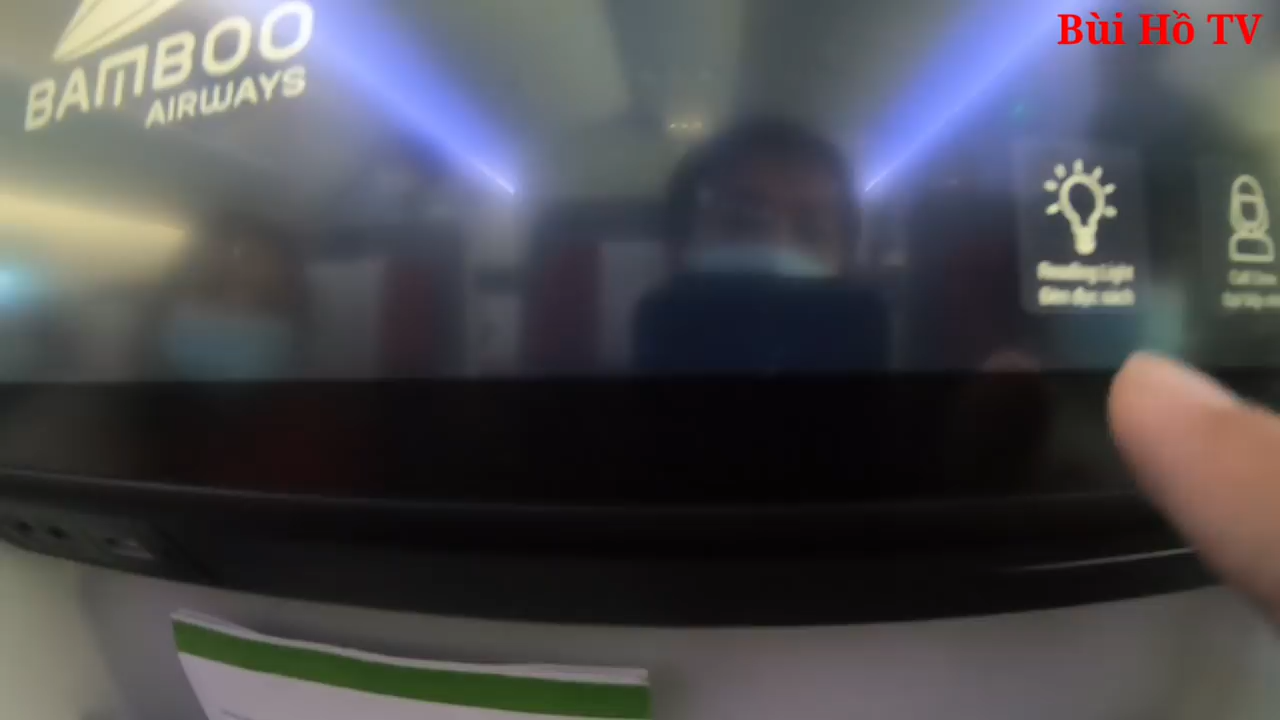 BAMBOO
AIRWAYS
Bùi Hồ TV
Reading Light
Đèn đọc sách